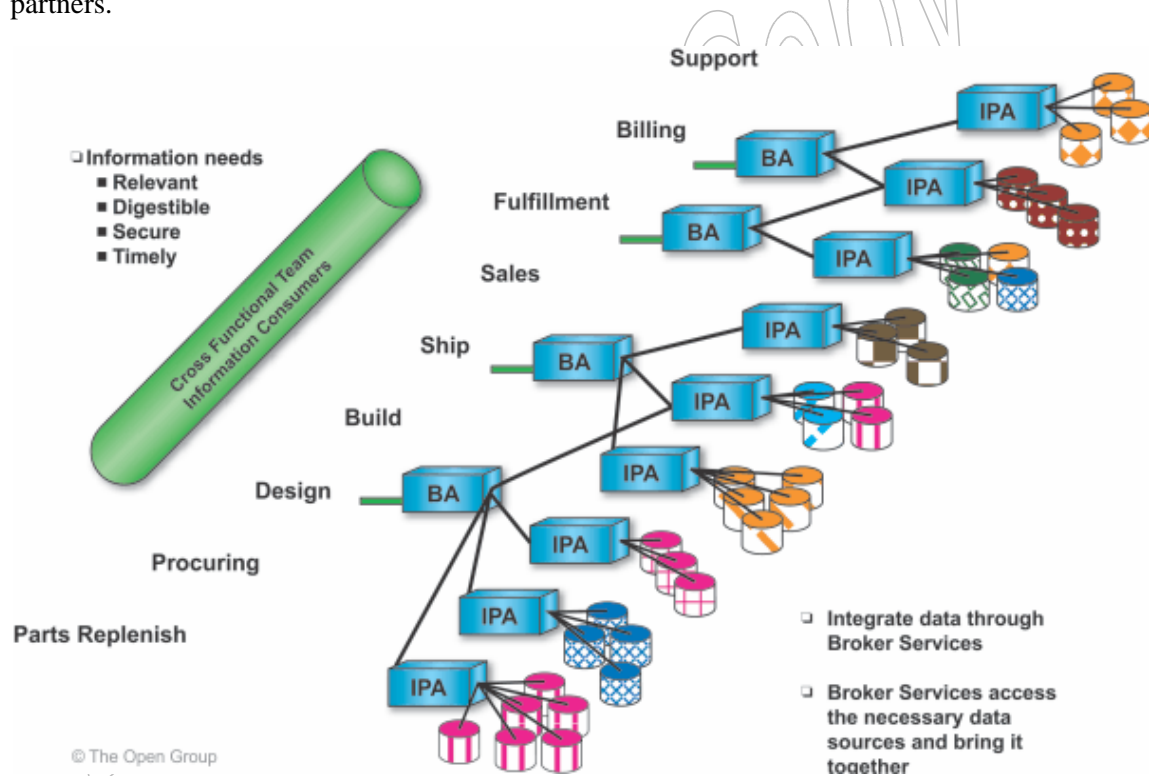 partners.
Support
IPA
Billing
BA
IPA
❑ Information needs
■ Relevant
■ Digestible
■ Secure
■ Timely
Fulfillment
BA
IPA
Cross Functional Team
Information Consumers
Sales
IPA
Ship
BA
IPA
Build
IPA
Design
BA
IPA
Procuring
IPA
Parts Replenish
IPA
❑ Integrate data through
Broker Services
❑ Broker Services access
the necessary data
sources and bring it
together
© The Open Group